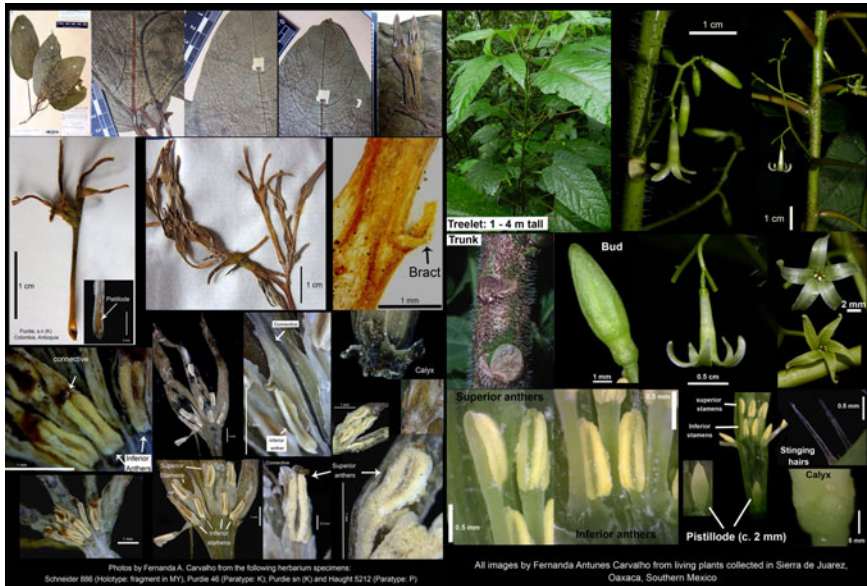 1 cm
Treelet: 1 - 4 m tall
1 cm
Trunk
Bud
1 cm
Pistillode
1 cm
Bract
1 mm
Purdie, s.n (K)
Colombia, Antioquia
2 mm
1 mm
0.5 cm
connective
Connective
Calyx
Inferior
anther
1 mm
Inferior
Anthers
Superior anthers
0.5 mm
superior
stamens
Inferior
stamens
0.5 mm
Stinging
hairs
Calyx
Superior
Stamens
Connective
Superior
anthers
Inferior
stamens
0.5 mm
Inferior anthers
Pistillode (c. 2 mm)
Photos by Fernanda A. Carvalho from the following herbarium specimens:
Schneider 886 (Holotype: fragment in MY), Purdie 46 (Paratype: K); Purdie sn (K) and Haught 5212 (Paratype: P)
All images by Fernanda Antunes Carvalho from living plants collected in Sierra de Juarez,
Oaxaca, Southern Mexico